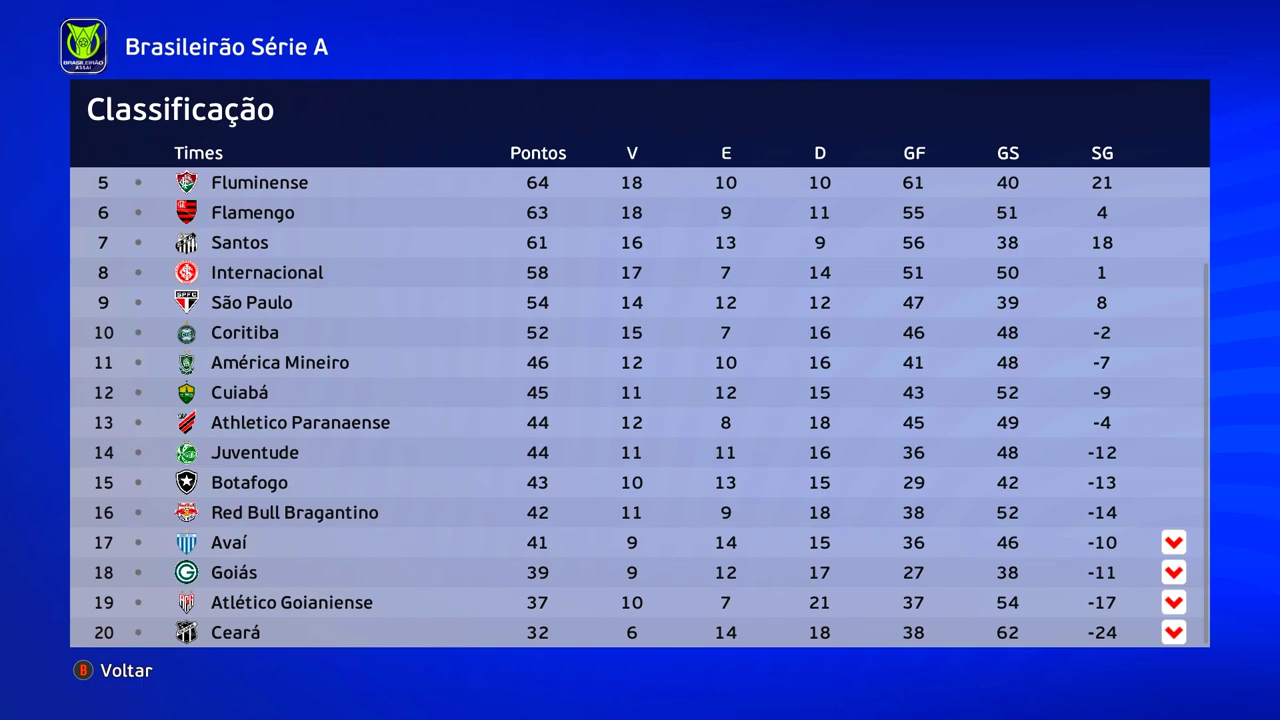 BRASILEIRÃO
ASSAÍ
Brasileirão Série A
Classificação
Times Pontos V E D GF GS SG
5 Fluminense 64 18 10 10 61 40 21
6 Flamengo 63 18 9 11 55 51 4
7 Santos 61 16 13 9 56 38 18
8 Internacional 58 17 7 14 51 50 1
SPFC
9 São Paulo 54 14 12 12 47 39 8
10 Coritiba 52 15 7 16 46 48 -2
11 América Mineiro 46 12 10 16 41 48 -7
12 Cuiabá 45 11 12 15 43 52 -9
13 Athletico Paranaense 44 12 8 18 45 49 -4
14 Juventude 44 11 11 16 36 48 -12
15 Botafogo 43 10 13 15 29 42 -13
16 Red Bull Bragantino 42 11 9 18 38 52 -14
17 Avaí 41 9 14 15 36 46 -10
18 Goiás 39 9 12 17 27 38 -11
19 Atlético Goianiense 37 10 7 21 37 54 -17
20 Ceará 32 6 14 18 38 62 -24
B Voltar